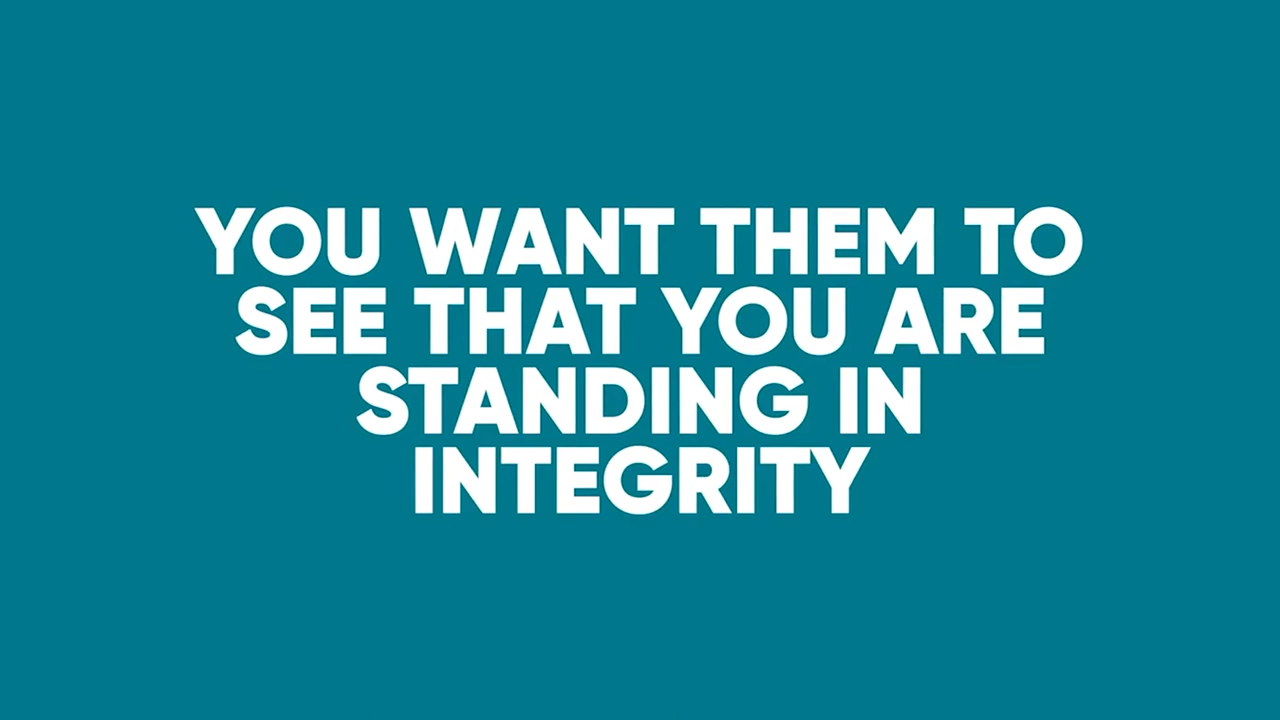 YOU WANT THEM TO
SEE THAT YOU ARE
STANDING IN
INTEGRITY